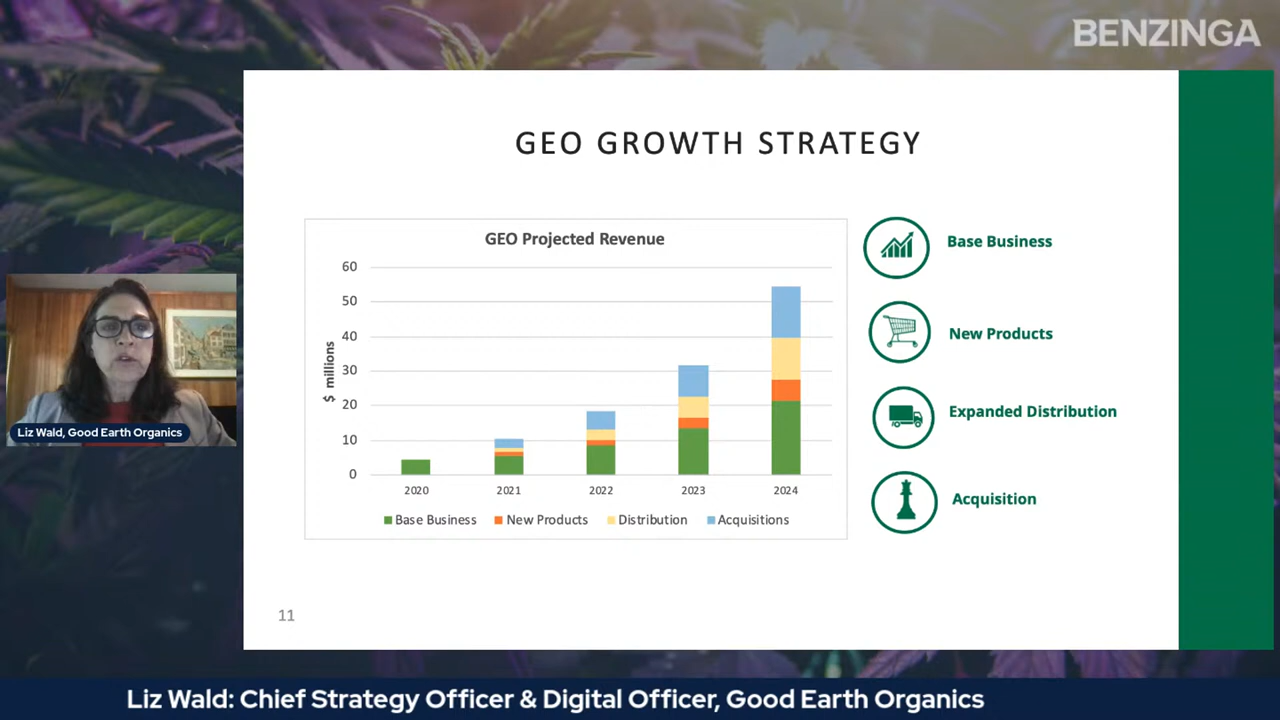 BENZINGA
GEO GROWTH STRATEGY
GEO Projected Revenue
$ millions
60
50
40
30
20
10
0
2020 2021 2022 2023 2024
Base Business New Products Distribution Acquisitions
Base Business
New Products
Expanded Distribution
Acquisition
11
Liz Wald, Good Earth Organics
Liz Wald: Chief Strategy Officer & Digital Officer, Good Earth Organics